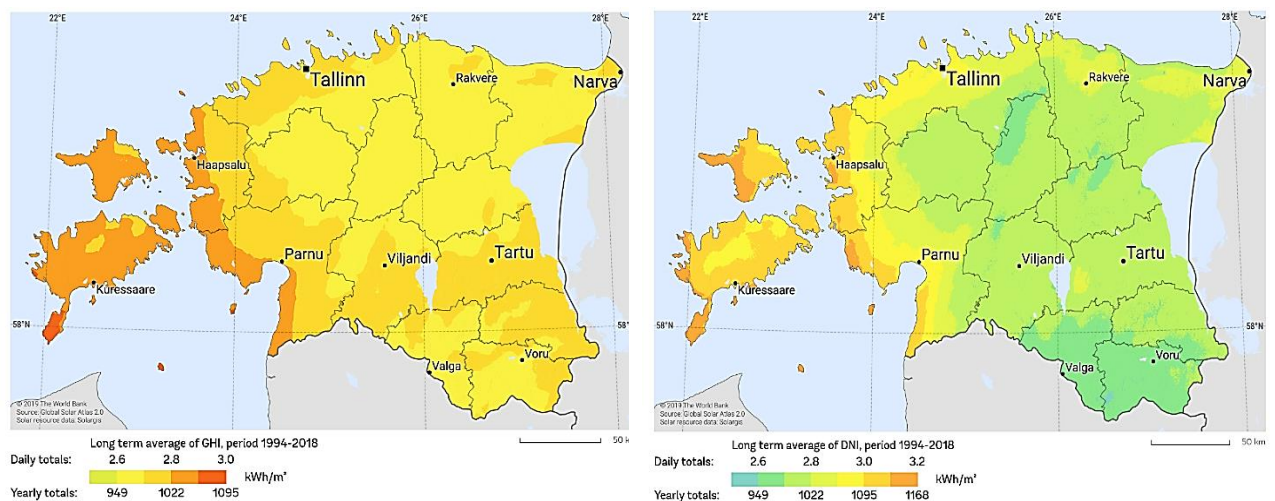 22°E 24°E 28°E
Tallinn
Rakvere
Narva
Haapsalu
Parnu
Viljandi
Tartu
Kuressaare
58°N 58°
Voru
Valga
22°E 24°E 26°E 28°E
© 2019 The World Bank
Source: Global Solar Atlas 2.0
Solar resource data: Solargis
Long term average of GHI, period 1994-2018
50 k
Daily totals: 2.6 2.8 3.0
kWh/m²
Yearly totals: 949 1022 1095
22°E 24°E 26°E 28°E
Tallinn
Rakvere
Narva
Haapsalu
Parnu
Viljandi
Tartu
Kuressaare
58°N 58°N
Voru
Valga
© 2019 The World Bank
Source: Global Solar Atlas 2.0
Solar resource data: Solargis
Long term average of DNI, period 1994-2018
50 km
Daily totals: 2.6 2.8 3.0 3.2
kWh/m²
Yearly totals: 949 1022 1095 1168